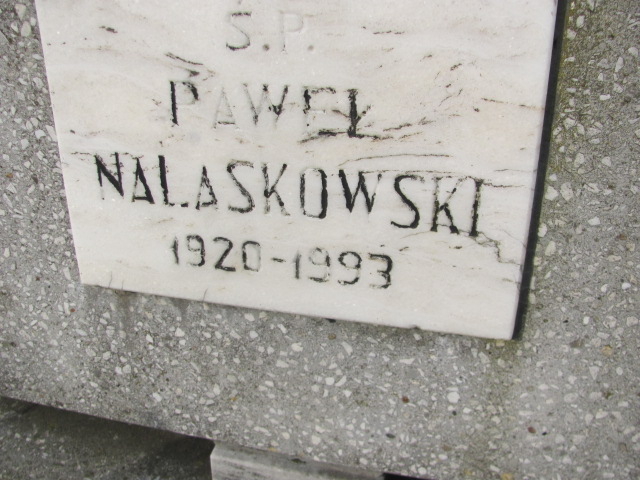 Ś.P.
PAWEŁ
NALASKOWSKI
1920-1993